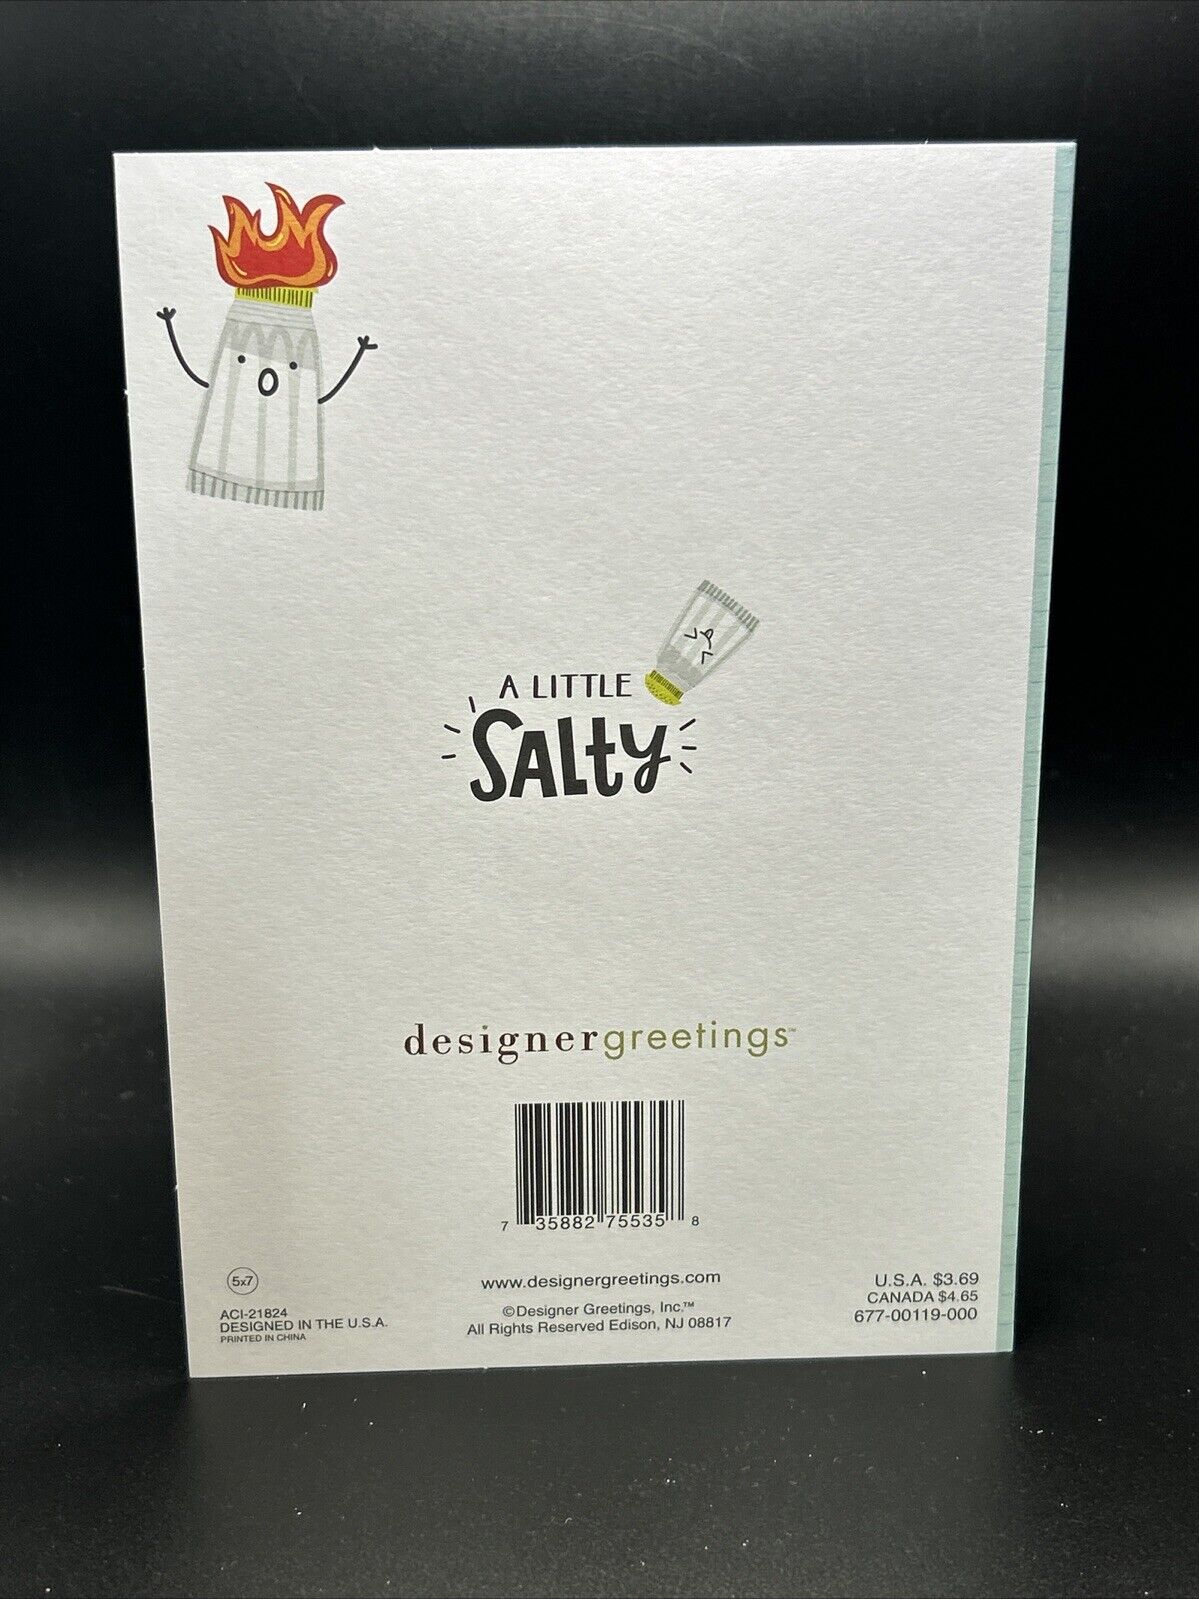 A LITTLE
SALTY
designergreetings™
7 35882 75535 8
5x7
ACI-21824
DESIGNED IN THE U.S.A.
PRINTED IN CHINA
www.designergreetings.com
©Designer Greetings, Inc.™
All Rights Reserved Edison, NJ 08817
U.S.A. $3.69
CANADA $4.65
677-00119-000